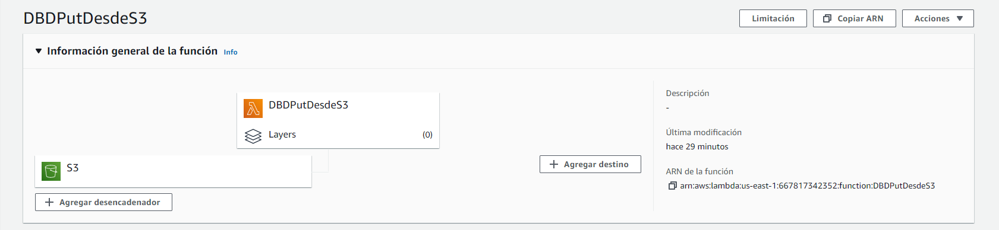 DBDPutDesdeS3
Limitación
Copiar ARN
Acciones
Información general de la función Info
DBDPutDesdeS3
Layers (0)
S3
Agregar desencadenador
Agregar destino
Descripción
-
Última modificación
hace 29 minutos
ARN de la función
arn:aws:lambda:us-east-1:667817342352:function:DBDPutDesdeS3